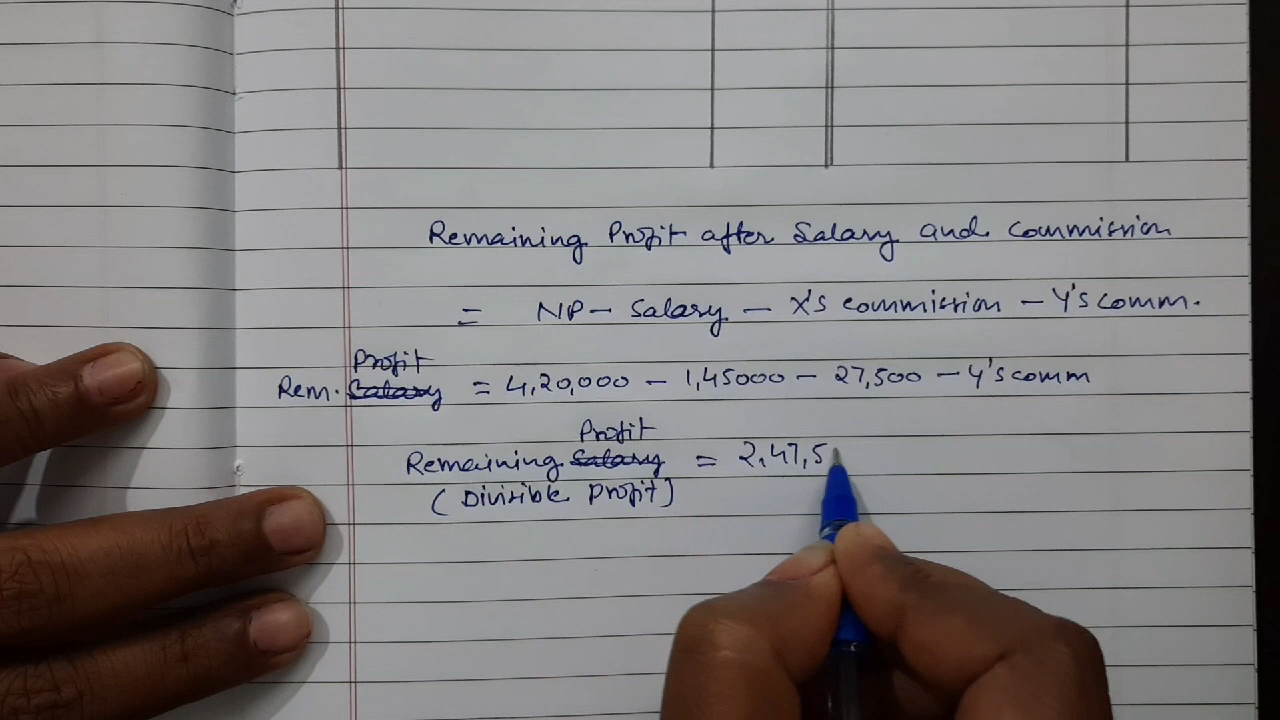 Remaining Profit after Salary and Commission
= NP - Salary - X's commission - Y's comm.
Profit
Rem. Salary = 4,20,000 - 1,45000 - 27,500 - Y's comm
Profit
Remaining Salary = 2,47,5
( Divisible Profit )